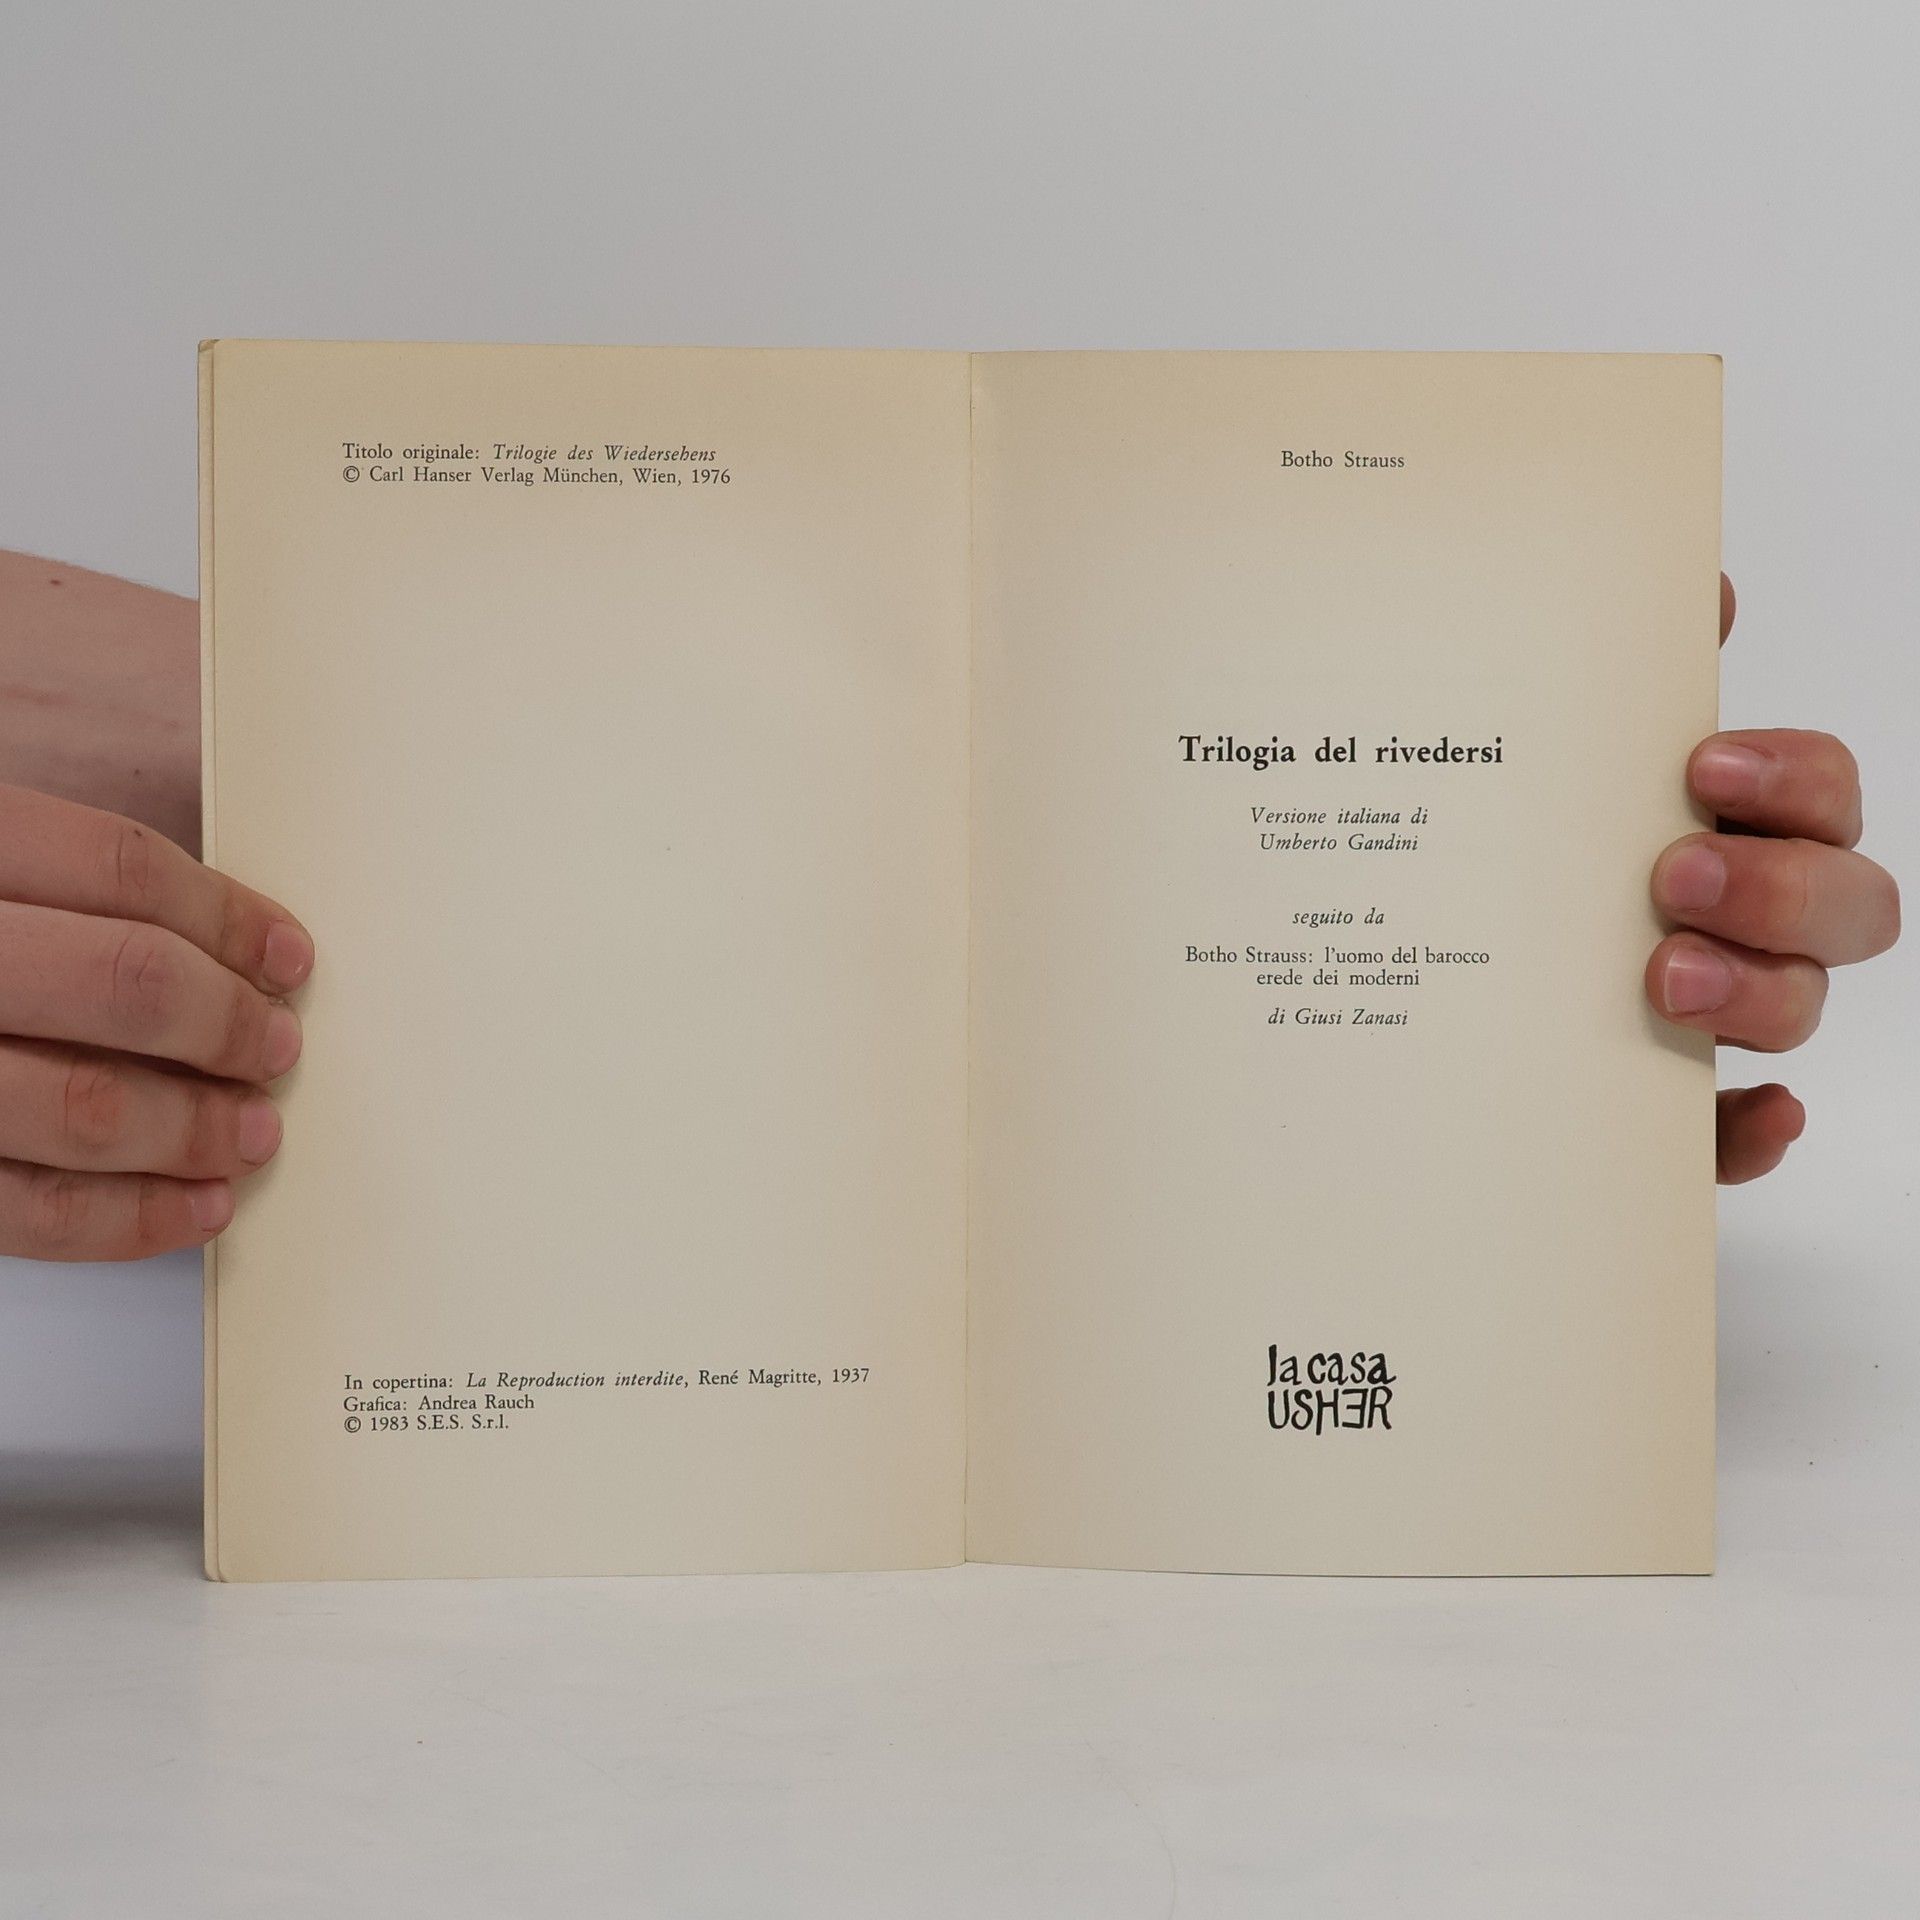 Titolo originale: Trilogie des Wiedersehens
© Carl Hanser Verlag München, Wien, 1976
In copertina: La Reproduction interdite, René Magritte, 1937
Grafica: Andrea Rauch
© 1983 S.E.S. S.r.l.
Botho Strauss
Trilogia del rivedersi
Versione italiana di
Umberto Gandini
seguito da
Botho Strauss: l'uomo del barocco
erede dei moderni
di Giusi Zanasi
la casa
USHER